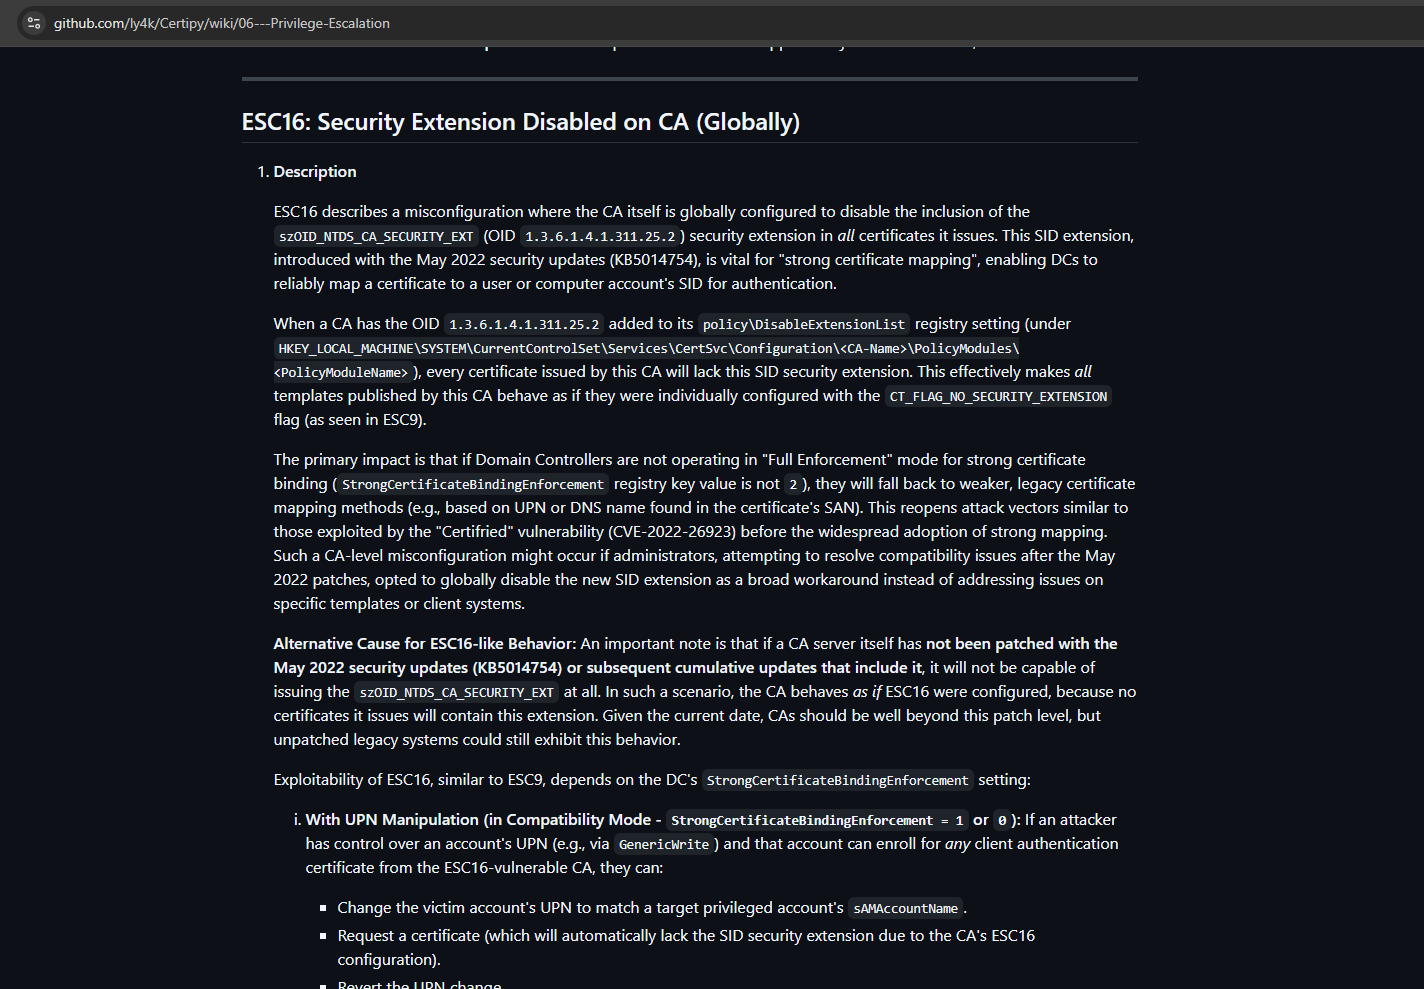 github.com/ly4k/Certipy/wiki/06---Privilege-Escalation
ESC16: Security Extension Disabled on CA (Globally)
1. Description
ESC16 describes a misconfiguration where the CA itself is globally configured to disable the inclusion of the
szOID_NTDS_CA_SECURITY_EXT (OID 1.3.6.1.4.1.311.25.2) security extension in all certificates it issues. This SID extension,
introduced with the May 2022 security updates (KB5014754), is vital for "strong certificate mapping", enabling DCs to
reliably map a certificate to a user or computer account's SID for authentication.
When a CA has the OID 1.3.6.1.4.1.311.25.2 added to its policy\DisableExtensionList registry setting (under
HKEY_LOCAL_MACHINE\SYSTEM\CurrentControlSet\Services\CertSvc\Configuration\<CA-Name>\PolicyModules\
<PolicyModuleName>), every certificate issued by this CA will lack this SID security extension. This effectively makes all
templates published by this CA behave as if they were individually configured with the CT_FLAG_NO_SECURITY_EXTENSION
flag (as seen in ESC9).
The primary impact is that if Domain Controllers are not operating in "Full Enforcement" mode for strong certificate
binding (StrongCertificateBindingEnforcement registry key value is not 2), they will fall back to weaker, legacy certificate
mapping methods (e.g., based on UPN or DNS name found in the certificate's SAN). This reopens attack vectors similar to
those exploited by the "Certifried" vulnerability (CVE-2022-26923) before the widespread adoption of strong mapping.
Such a CA-level misconfiguration might occur if administrators, attempting to resolve compatibility issues after the May
2022 patches, opted to globally disable the new SID extension as a broad workaround instead of addressing issues on
specific templates or client systems.
Alternative Cause for ESC16-like Behavior: An important note is that if a CA server itself has not been patched with the
May 2022 security updates (KB5014754) or subsequent cumulative updates that include it, it will not be capable of
issuing the szOID_NTDS_CA_SECURITY_EXT at all. In such a scenario, the CA behaves as if ESC16 were configured, because no
certificates it issues will contain this extension. Given the current date, CAs should be well beyond this patch level, but
unpatched legacy systems could still exhibit this behavior.
Exploitability of ESC16, similar to ESC9, depends on the DC's StrongCertificateBindingEnforcement setting:
i. With UPN Manipulation (in Compatibility Mode - StrongCertificateBindingEnforcement = 1 or 0): If an attacker
has control over an account's UPN (e.g., via GenericWrite) and that account can enroll for any client authentication
certificate from the ESC16-vulnerable CA, they can:
▪ Change the victim account's UPN to match a target privileged account's sAMAccountName.
▪ Request a certificate (which will automatically lack the SID security extension due to the CA's ESC16
configuration).
▪ Revert the UPN change